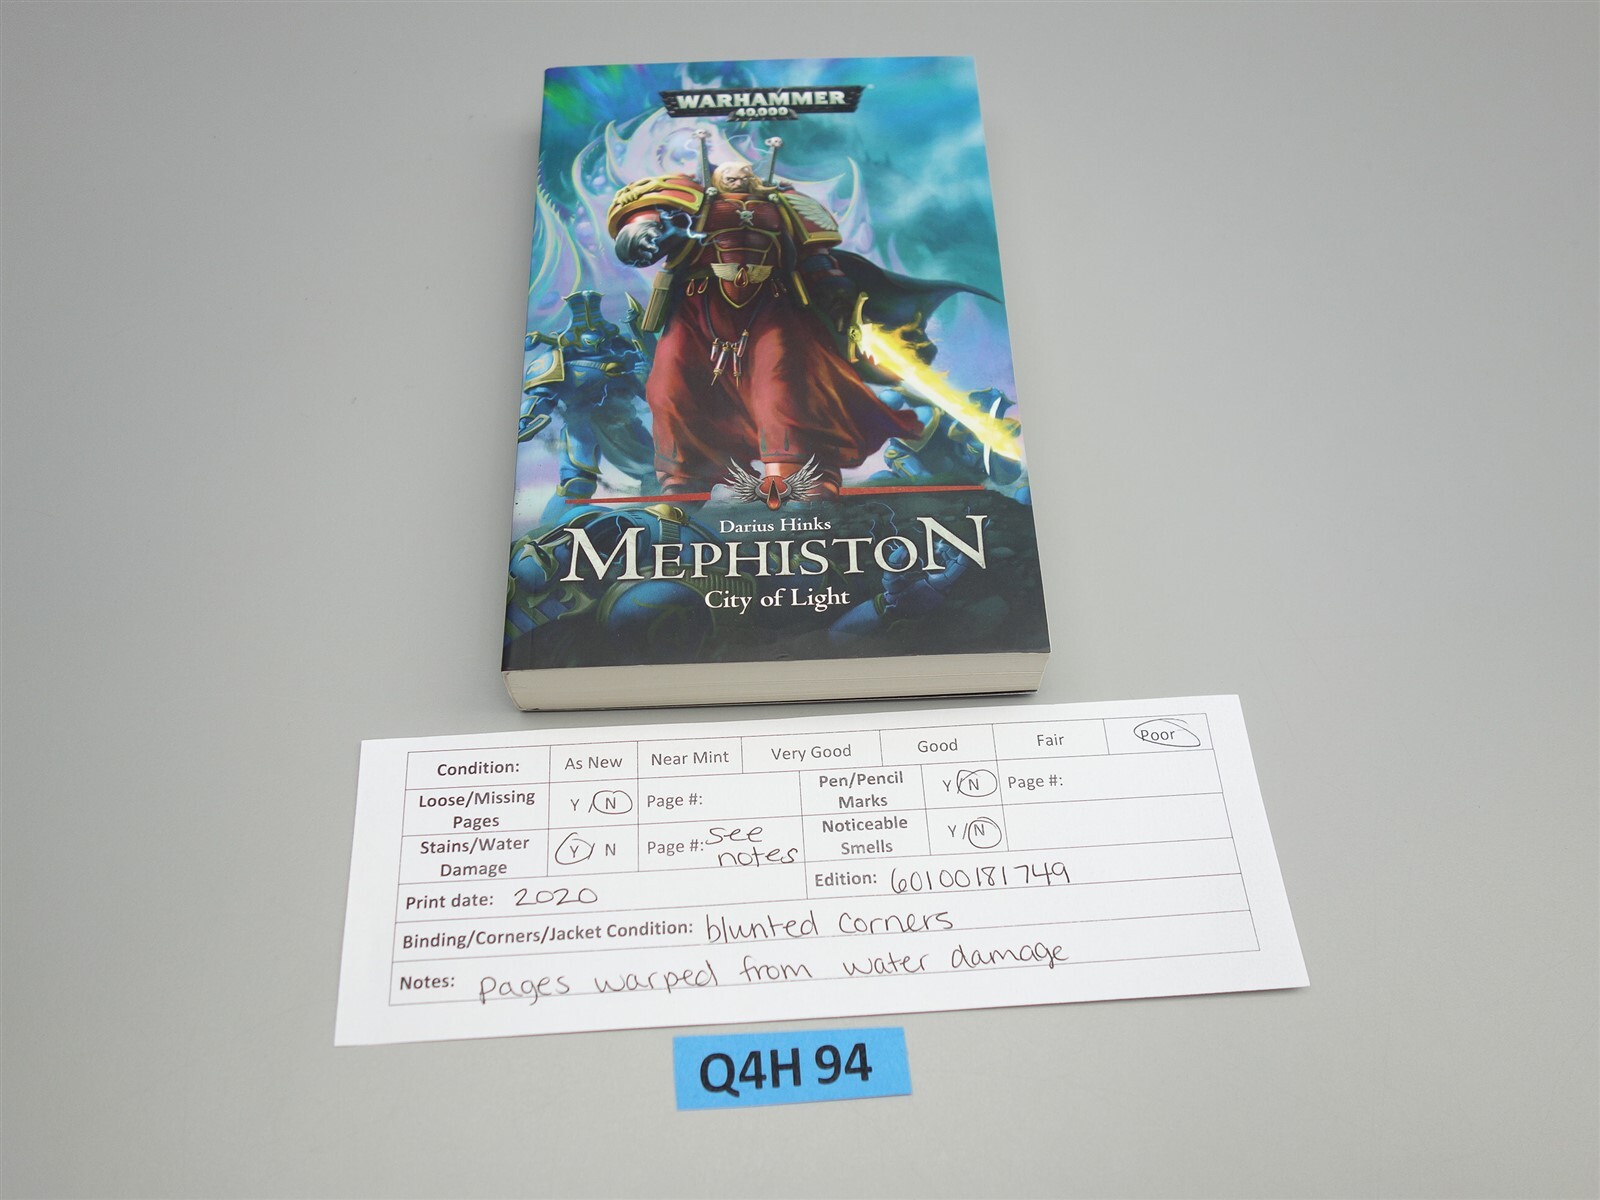 WARHAMMER
40,000
Darius Hinks
MEPHISTON
City of Light
Condition: As New Near Mint Very Good Good Fair Poor
Loose/Missing Pages Y / N Page #: Pen/Pencil Marks Y / N Page #:
Stains/Water Damage Y / N Page #: see notes Noticeable Smells Y / N
Print date: 2020 Edition: 60100181749
Binding/Corners/Jacket Condition: blunted corners
Notes: pages warped from water damage
Q4H 94